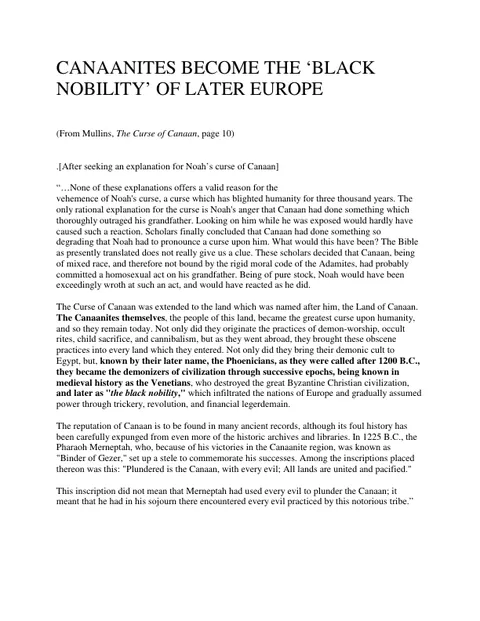 CANAANITES BECOME THE ‘BLACK
NOBILITY’ OF LATER EUROPE
(From Mullins, The Curse of Canaan, page 10)
.[After seeking an explanation for Noah’s curse of Canaan]
“…None of these explanations offers a valid reason for the
vehemence of Noah's curse, a curse which has blighted humanity for three thousand years. The
only rational explanation for the curse is Noah's anger that Canaan had done something which
thoroughly outraged his grandfather. Looking on him while he was exposed would hardly have
caused such a reaction. Scholars finally concluded that Canaan had done something so
degrading that Noah had to pronounce a curse upon him. What would this have been? The Bible
as presently translated does not really give us a clue. These scholars decided that Canaan, being
of mixed race, and therefore not bound by the rigid moral code of the Adamites, had probably
committed a homosexual act on his grandfather. Being of pure stock, Noah would have been
exceedingly wroth at such an act, and would have reacted as he did.
The Curse of Canaan was extended to the land which was named after him, the Land of Canaan.
The Canaanites themselves, the people of this land, became the greatest curse upon humanity,
and so they remain today. Not only did they originate the practices of demon-worship, occult
rites, child sacrifice, and cannibalism, but as they went abroad, they brought these obscene
practices into every land which they entered. Not only did they bring their demonic cult to
Egypt, but, known by their later name, the Phoenicians, as they were called after 1200 B.C.,
they became the demonizers of civilization through successive epochs, being known in
medieval history as the Venetians, who destroyed the great Byzantine Christian civilization,
and later as "the black nobility," which infiltrated the nations of Europe and gradually assumed
power through trickery, revolution, and financial legerdemain.
The reputation of Canaan is to be found in many ancient records, although its foul history has
been carefully expunged from even more of the historic archives and libraries. In 1225 B.C., the
Pharaoh Merneptah, who, because of his victories in the Canaanite region, was known as
"Binder of Gezer," set up a stele to commemorate his successes. Among the inscriptions placed
thereon was this: "Plundered is the Canaan, with every evil; All lands are united and pacified."
This inscription did not mean that Merneptah had used every evil to plunder the Canaan; it
meant that he had in his sojourn there encountered every evil practiced by this notorious tribe.”